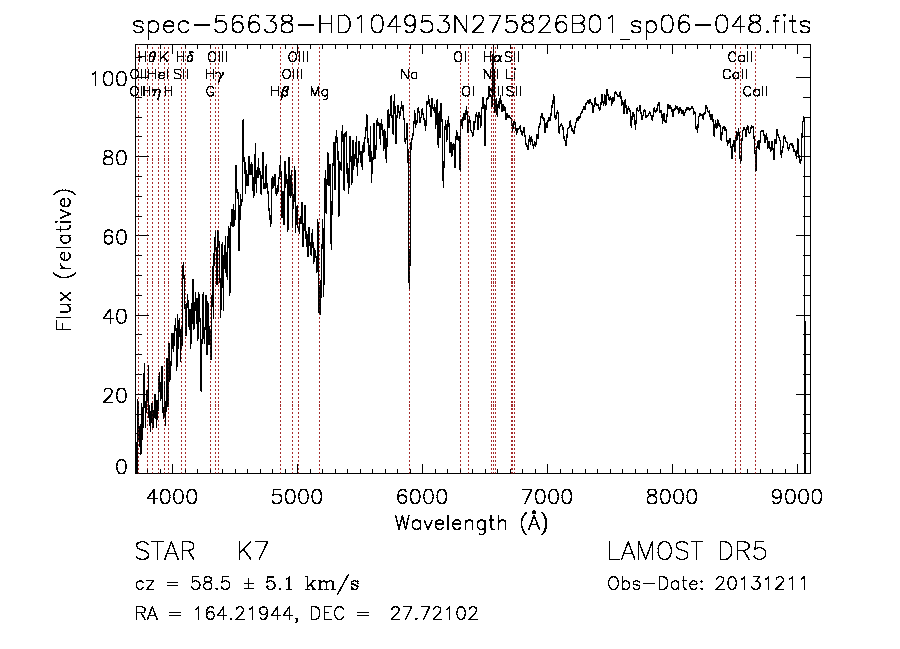 spec-56638-HD104953N275826B01_sp06-048.fits
Hθ K Hδ OIII OIII OI Hα SII CaII
OII HeI SII Hγ OIII Na NII Li CaII
OII Hη H G Hβ Mg OI NII SII CaII
100
80
60
40
20
0
Flux (relative)
4000 5000 6000 7000 8000 9000
Wavelength (Å)
STAR K7 LAMOST DR5
cz = 58.5 ± 5.1 km/s Obs-Date: 20131211
RA = 164.21944, DEC = 27.72102